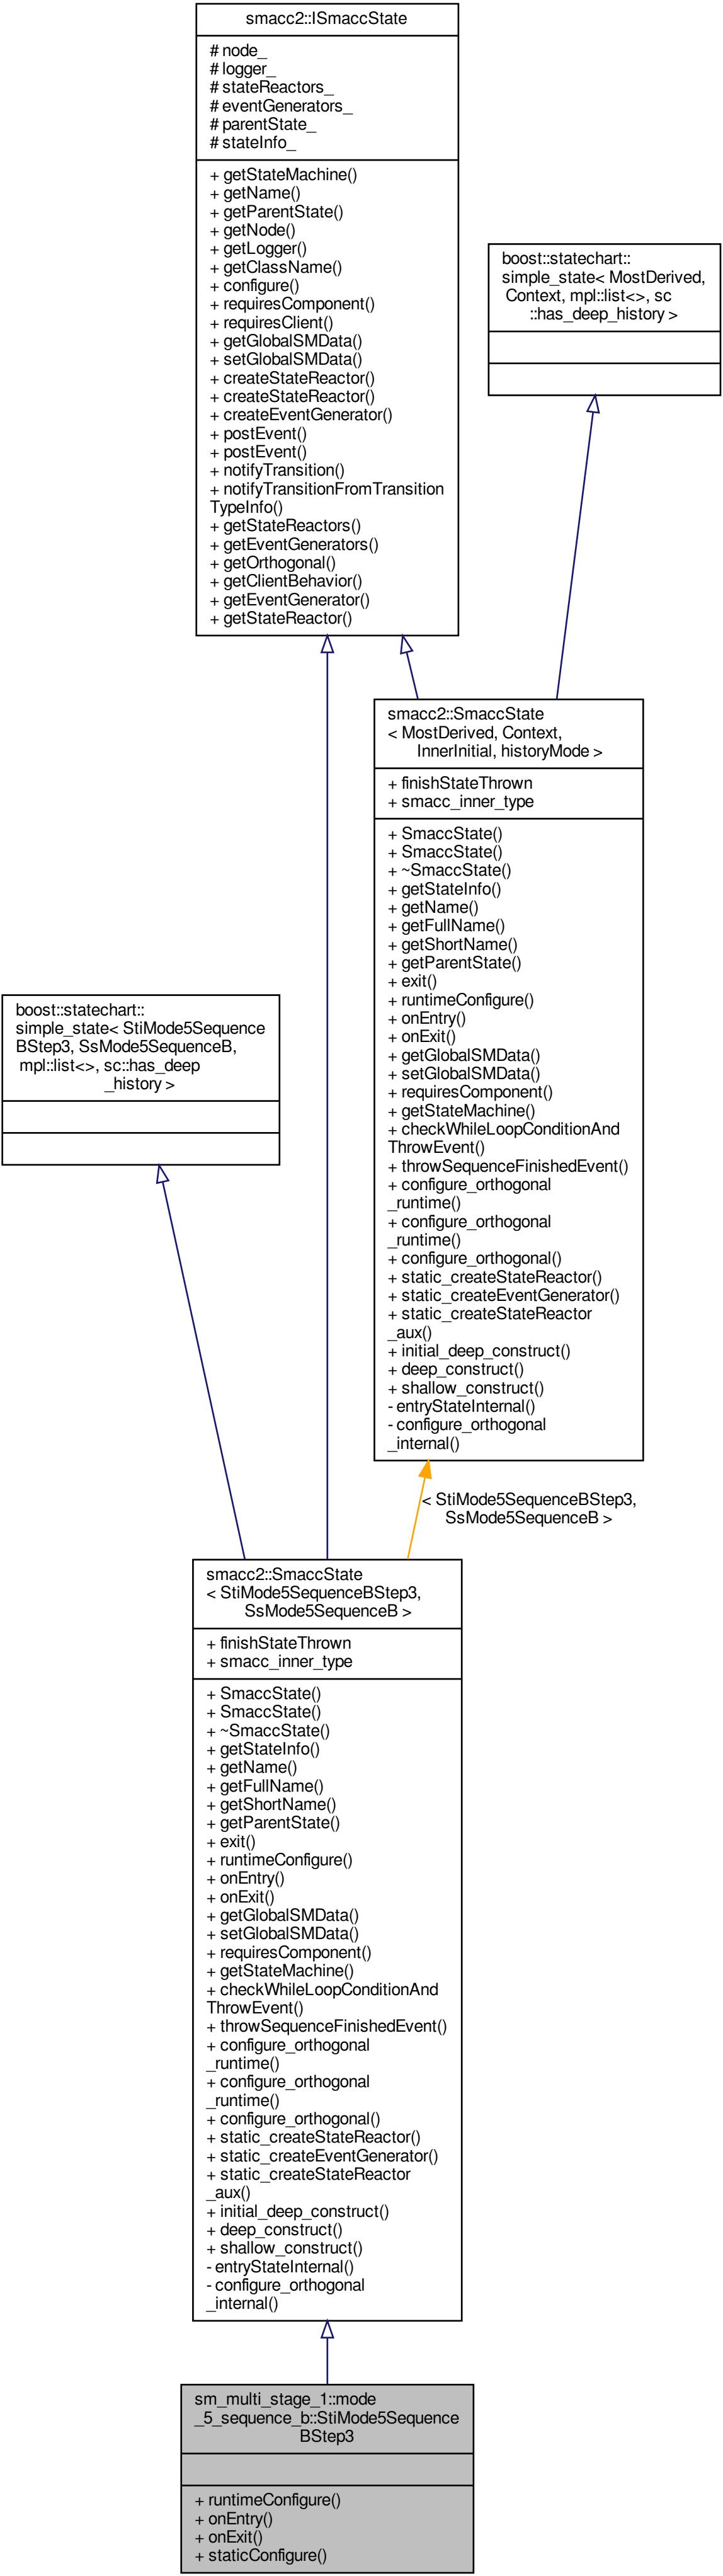 smacc2::ISmaccState
# node_
# logger_
# stateReactors_
# eventGenerators_
# parentState_
# stateInfo_
+ getStateMachine()
+ getName()
+ getParentState()
+ getNode()
+ getLogger()
+ getClassName()
+ configure()
+ requiresComponent()
+ requiresClient()
+ getGlobalSMData()
+ setGlobalSMData()
+ createStateReactor()
+ createStateReactor()
+ createEventGenerator()
+ postEvent()
+ postEvent()
+ notifyTransition()
+ notifyTransitionFromTransition
TypeInfo()
+ getStateReactors()
+ getEventGenerators()
+ getOrthogonal()
+ getClientBehavior()
+ getEventGenerator()
+ getStateReactor()
boost::statechart::
simple_state< MostDerived,
Context, mpl::list<>, sc
::has_deep_history >
smacc2::SmaccState
< MostDerived, Context,
InnerInitial, historyMode >
+ finishStateThrown
+ smacc_inner_type
+ SmaccState()
+ SmaccState()
+ ~SmaccState()
+ getStateInfo()
+ getName()
+ getFullName()
+ getShortName()
+ getParentState()
+ exit()
+ runtimeConfigure()
+ onEntry()
+ onExit()
+ getGlobalSMData()
+ setGlobalSMData()
+ requiresComponent()
+ getStateMachine()
+ checkWhileLoopConditionAnd
ThrowEvent()
+ throwSequenceFinishedEvent()
+ configure_orthogonal
_runtime()
+ configure_orthogonal
_runtime()
+ configure_orthogonal()
+ static_createStateReactor()
+ static_createEventGenerator()
+ static_createStateReactor
_aux()
+ initial_deep_construct()
+ deep_construct()
+ shallow_construct()
- entryStateInternal()
- configure_orthogonal
_internal()
boost::statechart::
simple_state< StiMode5Sequence
BStep3, SsMode5SequenceB,
mpl::list<>, sc::has_deep
_history >
< StiMode5SequenceBStep3,
SsMode5SequenceB >
smacc2::SmaccState
< StiMode5SequenceBStep3,
SsMode5SequenceB >
+ finishStateThrown
+ smacc_inner_type
+ SmaccState()
+ SmaccState()
+ ~SmaccState()
+ getStateInfo()
+ getName()
+ getFullName()
+ getShortName()
+ getParentState()
+ exit()
+ runtimeConfigure()
+ onEntry()
+ onExit()
+ getGlobalSMData()
+ setGlobalSMData()
+ requiresComponent()
+ getStateMachine()
+ checkWhileLoopConditionAnd
ThrowEvent()
+ throwSequenceFinishedEvent()
+ configure_orthogonal
_runtime()
+ configure_orthogonal
_runtime()
+ configure_orthogonal()
+ static_createStateReactor()
+ static_createEventGenerator()
+ static_createStateReactor
_aux()
+ initial_deep_construct()
+ deep_construct()
+ shallow_construct()
- entryStateInternal()
- configure_orthogonal
_internal()
sm_multi_stage_1::mode
_5_sequence_b::StiMode5Sequence
BStep3
+ runtimeConfigure()
+ onEntry()
+ onExit()
+ staticConfigure()